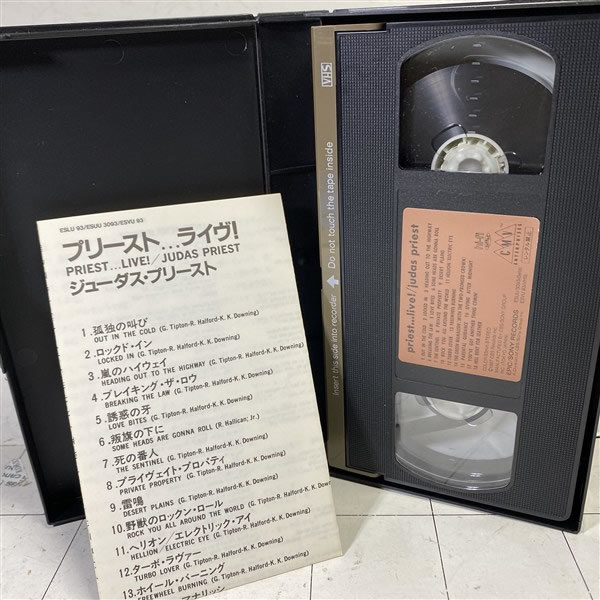 ESLU 93/ESUU 3093/ESVU 93
プリースト...ライヴ!
PRIEST...LIVE!/JUDAS PRIEST
ジューダス・プリースト
1.孤独の叫び
OUT IN THE COLD (G. Tipton-R. Halford-K. K. Downing)
2.ロックド・イン
LOCKED IN (G. Tipton-R. Halford-K. K. Downing)
3.嵐のハイウェイ
HEADING OUT TO THE HIGHWAY (G. Tipton-R. Halford-K. K. Downing)
4.ブレイキング・ザ・ロウ
BREAKING THE LAW (G. Tipton-R. Halford-K. K. Downing)
5.誘惑の牙
LOVE BITES (G. Tipton-R. Halford-K. K. Downing)
6.叛旗の下に
SOME HEADS ARE GONNA ROLL (R. Halligan; Jr.)
7.死の番人
THE SENTINEL (G. Tipton-R. Halford-K. K. Downing)
8.プライヴェイト・プロパティ
PRIVATE PROPERTY (G. Tipton-R. Halford-K. K. Downing)
9.雷鳴
DESERT PLAINS (G. Tipton-R. Halford-K. K. Downing)
10.野獣のロックン・ロール
ROCK YOU ALL AROUND THE WORLD (G. Tipton-R. Halford-K. K. Downing)
11.ヘリオン/エレクトリック・アイ
HELLION/ELECTRIC EYE (G. Tipton-R. Halford-K. K. Downing)
12.ターボ・ラヴァー
TURBO LOVER (G. Tipton-R. Halford-K. K. Downing)
13.ホイール・バーニング
FREEWHEEL BURNING (G. Tipton-R. Halford-K. K. Downing)
VHS
Insert this side into recorder ↑ Do not touch the tape inside
priest...live!/judas priest
EPIC/SONY RECORDS
CMV
ENTERPRISES